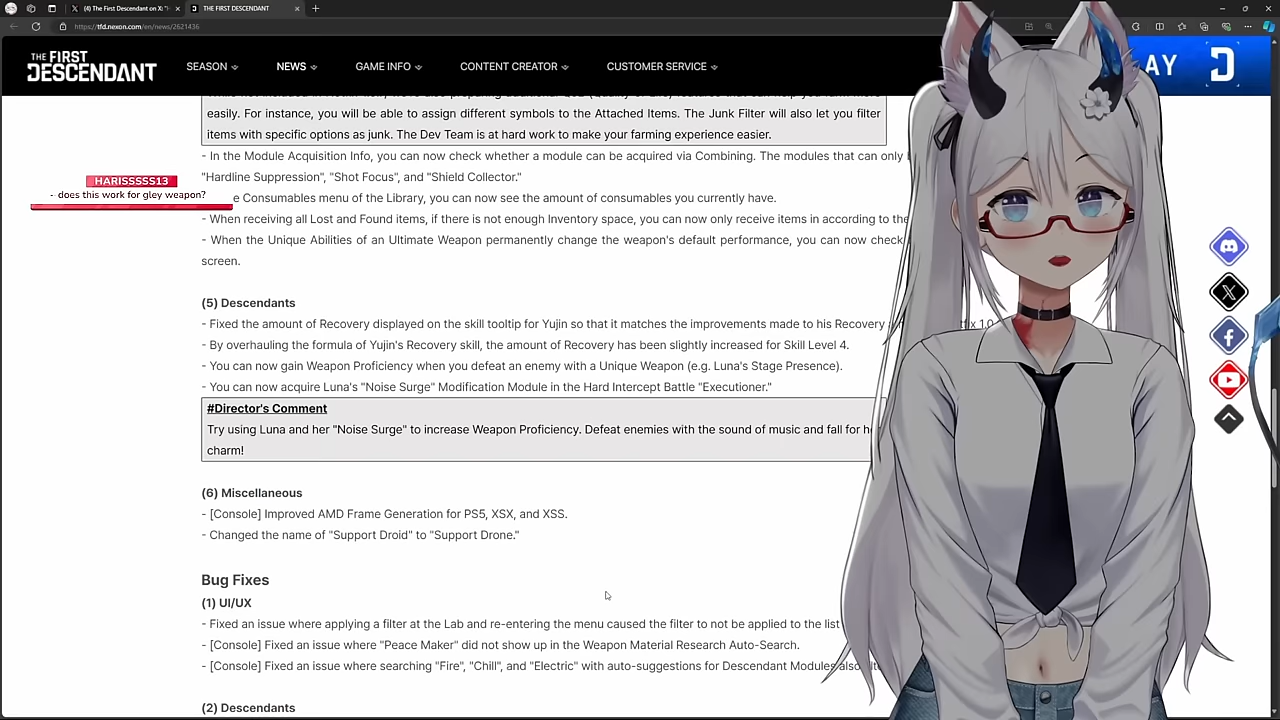 (4) The First Descendant on X: "H
THE FIRST DESCENDANT
https://tfd.nexon.com/en/news/2621436
THE FIRST
DESCENDANT
SEASON
NEWS
GAME INFO
CONTENT CREATOR
CUSTOMER SERVICE
AY
easily. For instance, you will be able to assign different symbols to the Attached Items. The Junk Filter will also let you filter
items with specific options as junk. The Dev Team is at hard work to make your farming experience easier.
- In the Module Acquisition Info, you can now check whether a module can be acquired via Combining. The modules that can only
"Hardline Suppression", "Shot Focus", and "Shield Collector."
HARISSSSS13
- does this work for gley weapon?
e Consumables menu of the Library, you can now see the amount of consumables you currently have.
- When receiving all Lost and Found items, if there is not enough Inventory space, you can now only receive items in according to the
- When the Unique Abilities of an Ultimate Weapon permanently change the weapon's default performance, you can now check
screen.
(5) Descendants
- Fixed the amount of Recovery displayed on the skill tooltip for Yujin so that it matches the improvements made to his Recovery
- By overhauling the formula of Yujin's Recovery skill, the amount of Recovery has been slightly increased for Skill Level 4.
- You can now gain Weapon Proficiency when you defeat an enemy with a Unique Weapon (e.g. Luna's Stage Presence).
- You can now acquire Luna's "Noise Surge" Modification Module in the Hard Intercept Battle "Executioner."
#Director's Comment
Try using Luna and her "Noise Surge" to increase Weapon Proficiency. Defeat enemies with the sound of music and fall for
charm!
(6) Miscellaneous
- [Console] Improved AMD Frame Generation for PS5, XSX, and XSS.
- Changed the name of "Support Droid" to "Support Drone."
Bug Fixes
(1) UI/UX
- Fixed an issue where applying a filter at the Lab and re-entering the menu caused the filter to not be applied to the list
- [Console] Fixed an issue where "Peace Maker" did not show up in the Weapon Material Research Auto-Search.
- [Console] Fixed an issue where searching "Fire", "Chill", and "Electric" with auto-suggestions for Descendant Modules
(2) Descendants